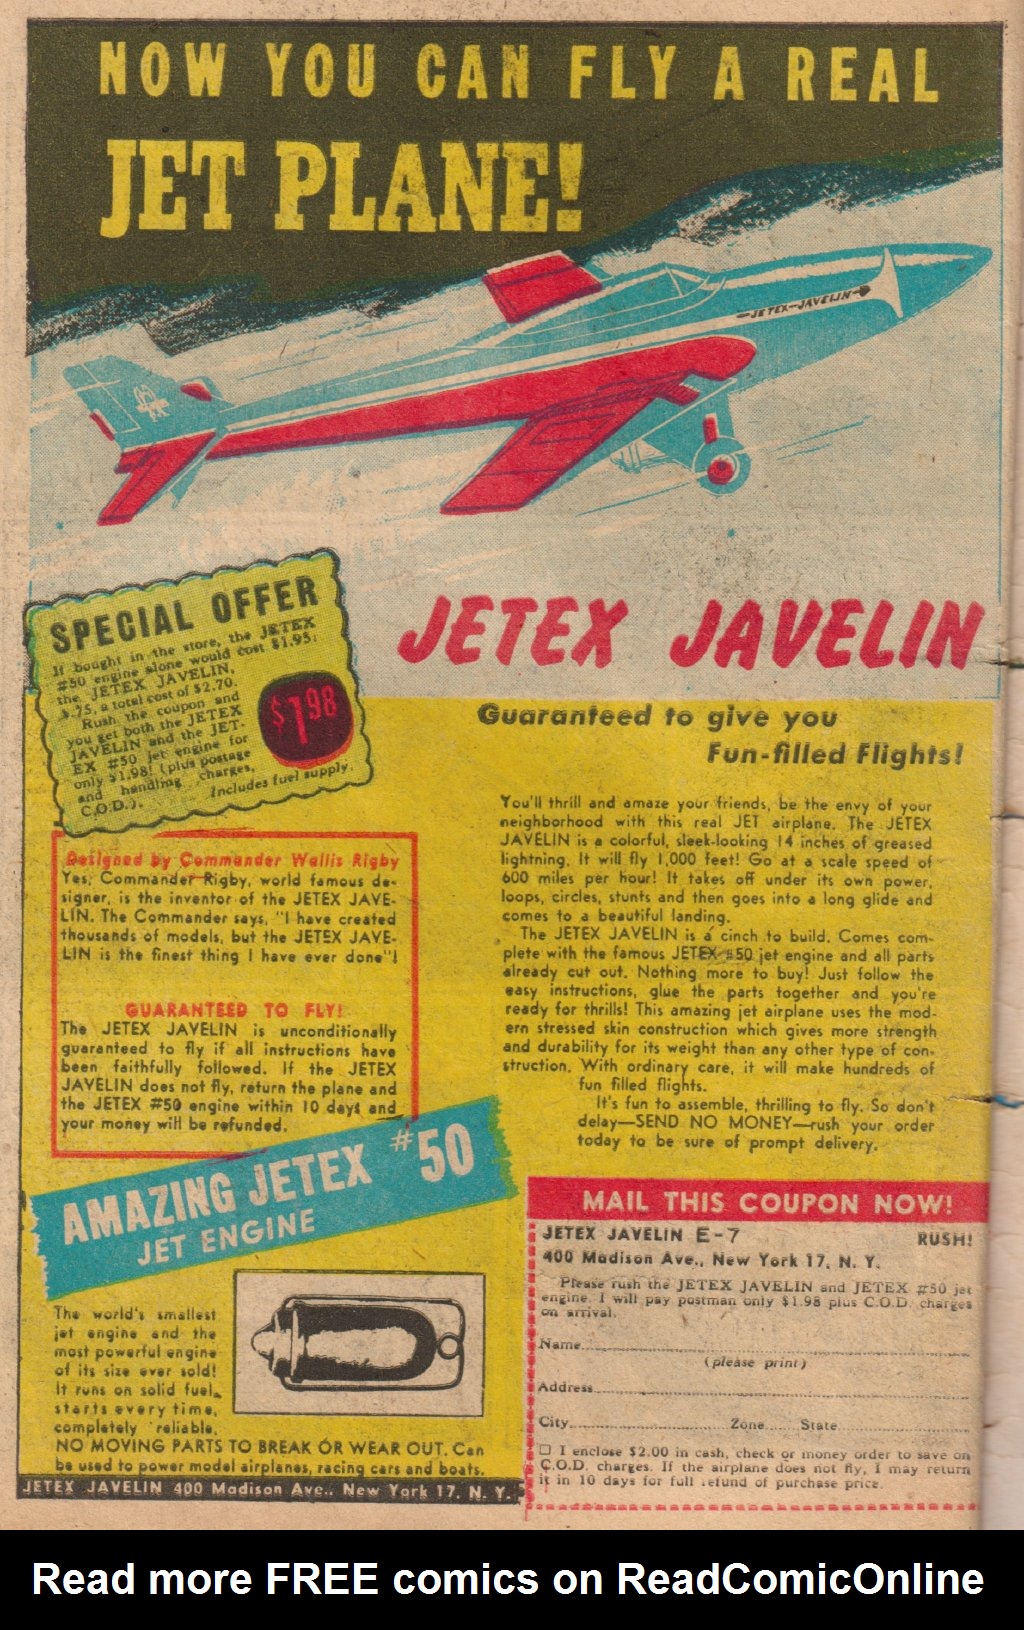 NOW YOU CAN FLY A REAL
JET PLANE!
JETEX-JAVELIN
SPECIAL OFFER
If bought in the store, the JETEX
#50 engine alone would cost $1.95;
the JETEX JAVELIN,
$.75, a total cost of $2.70.
Rush the coupon and
you get both the JETEX
JAVELIN and the JET-
EX #50 jet engine for
only $1.98! (plus postage
and handling charges,
C.O.D.).
$1.98
Includes fuel supply.
JETEX JAVELIN
Guaranteed to give you
Fun-filled Flights!
Designed by Commander Wallis Rigby
Yes, Commander Rigby, world famous de-
signer, is the inventor of the JETEX JAVE-
LIN. The Commander says, "I have created
thousands of models, but the JETEX JAVE-
LIN is the finest thing I have ever done"!
GUARANTEED TO FLY!
The JETEX JAVELIN is unconditionally
guaranteed to fly if all instructions have
been faithfully followed. If the JETEX
JAVELIN does not fly, return the plane and
the JETEX #50 engine within 10 days and
your money will be refunded.
You'll thrill and amaze your friends, be the envy of your
neighborhood with this real JET airplane. The JETEX
JAVELIN is a colorful, sleek-looking 14 inches of greased
lightning. It will fly 1,000 feet! Go at a scale speed of
600 miles per hour! It takes off under its own power,
loops, circles, stunts and then goes into a long glide and
comes to a beautiful landing.
The JETEX JAVELIN is a cinch to build. Comes com-
plete with the famous JETEX #50 jet engine and all parts
already cut out. Nothing more to buy! Just follow the
easy instructions, glue the parts together and you're
ready for thrills! This amazing jet airplane uses the mod-
ern stressed skin construction which gives more strength
and durability for its weight than any other type of con-
struction. With ordinary care, it will make hundreds of
fun filled flights.
It's fun to assemble, thrilling to fly. So don't
delay—SEND NO MONEY—rush your order
today to be sure of prompt delivery.
AMAZING JETEX #50
JET ENGINE
The world's smallest
jet engine and the
most powerful engine
of its size ever sold!
It runs on solid fuel,
starts every time,
completely reliable.
NO MOVING PARTS TO BREAK OR WEAR OUT. Can
be used to power model airplanes, racing cars and boats.
JETEX JAVELIN 400 Madison Ave., New York 17, N. Y.
MAIL THIS COUPON NOW!
JETEX JAVELIN E-7 RUSH!
400 Madison Ave., New York 17, N. Y.
Please rush the JETEX JAVELIN and JETEX #50 jet
engine. I will pay postman only $1.98 plus C.O.D. charges
on arrival.
Name
(please print)
Address
City Zone State
□ I enclose $2.00 in cash, check or money order to save on
C.O.D. charges. If the airplane does not fly, I may return
it in 10 days for full refund of purchase price.
Read more FREE comics on ReadComicOnline